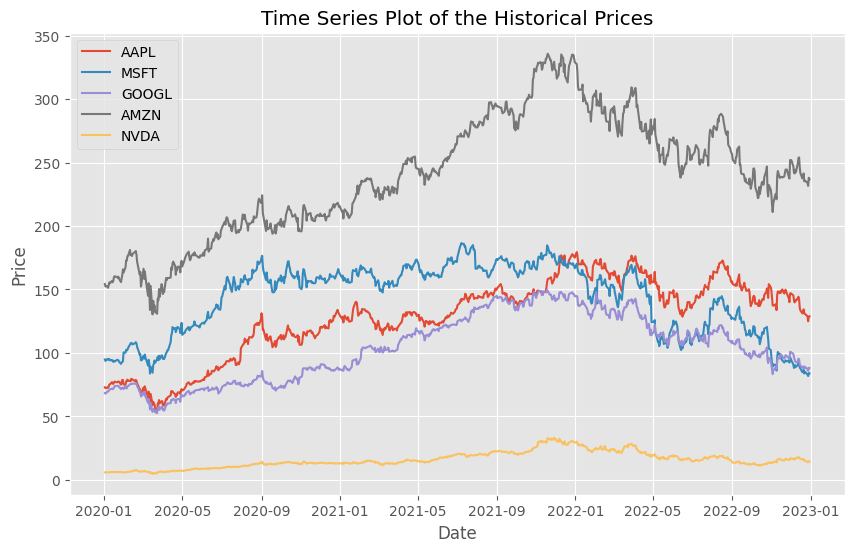 Time Series Plot of the Historical Prices
AAPL
MSFT
GOOGL
AMZN
NVDA
350
300
250
200
150
100
50
0
Price
2020-01 2020-05 2020-09 2021-01 2021-05 2021-09 2022-01 2022-05 2022-09 2023-01
Date